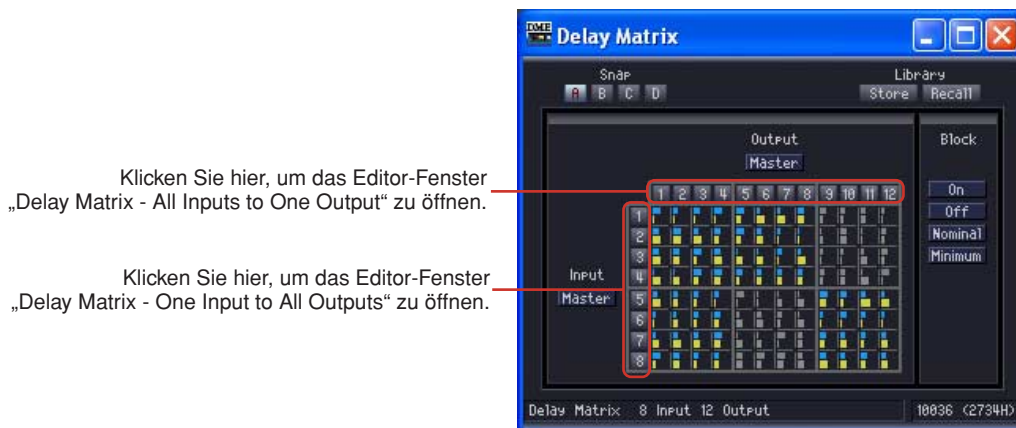 DME Delay Matrix
Snap
Library
A B C D
Store Recall
Output
Block
Master
Klicken Sie hier, um das Editor-Fenster
„Delay Matrix - All Inputs to One Output“ zu öffnen.
1 2 3 4 5 6 7 8 9 10 11 12
On
Off
Nominal
Minimum
1
2
3
4
5
6
7
8
Input
Master
Klicken Sie hier, um das Editor-Fenster
„Delay Matrix - One Input to All Outputs“ zu öffnen.
Delay Matrix 8 Input 12 Output
10036 (2734H)